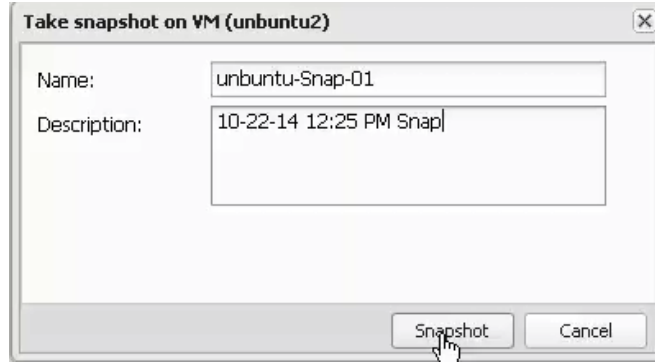 Take snapshot on VM (unbuntu2)
Name: unbuntu-Snap-01
Description: 10-22-14 12:25 PM Snap
Snapshot Cancel